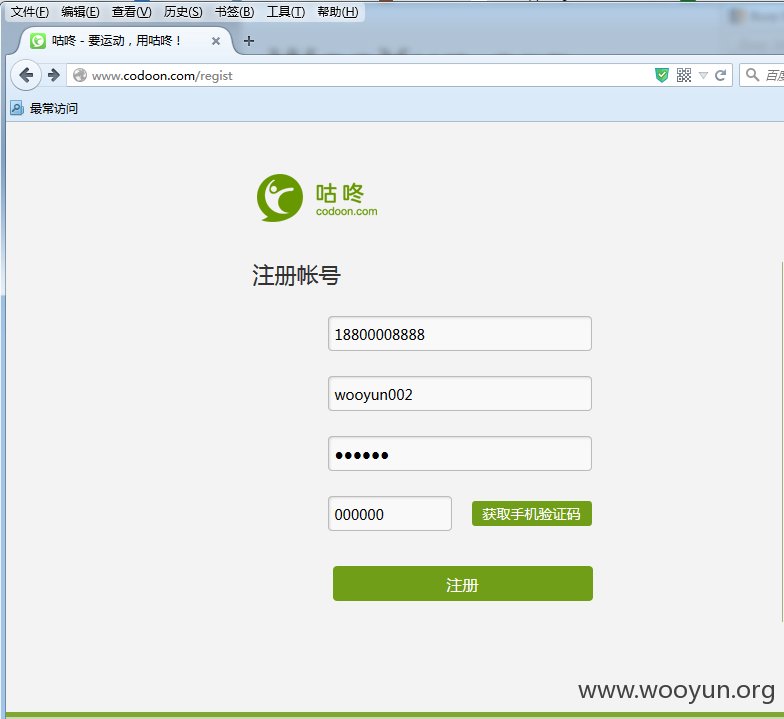 文件(F) 编辑(E) 查看(V) 历史(S) 书签(B) 工具(T) 帮助(H)
咕咚 - 要运动，用咕咚！
www.codoon.com/regist
百度
最常访问
咕咚
codoon.com
注册帐号
18800008888
wooyun002
●●●●●●
000000 获取手机验证码
注册
www.wooyun.org